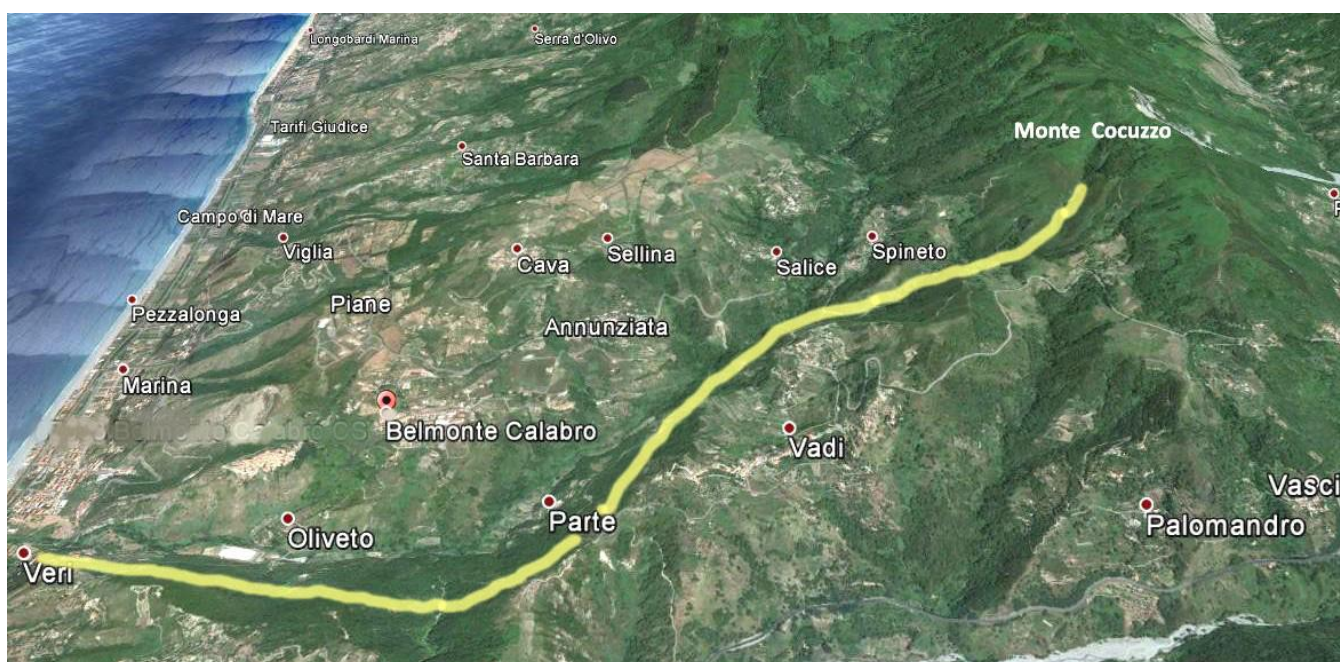 Longobardi Marina
Serra d'Olivo
Tarifi Giudice
Monte Cocuzzo
Santa Barbara
Campo di Mare
Viglia
Cava
Sellina
Salice
Spineto
Pezzalonga
Piane
Annunziata
Marina
Belmonte Calabro
Vadi
Vasci
Oliveto
Parte
Palomandro
Veri